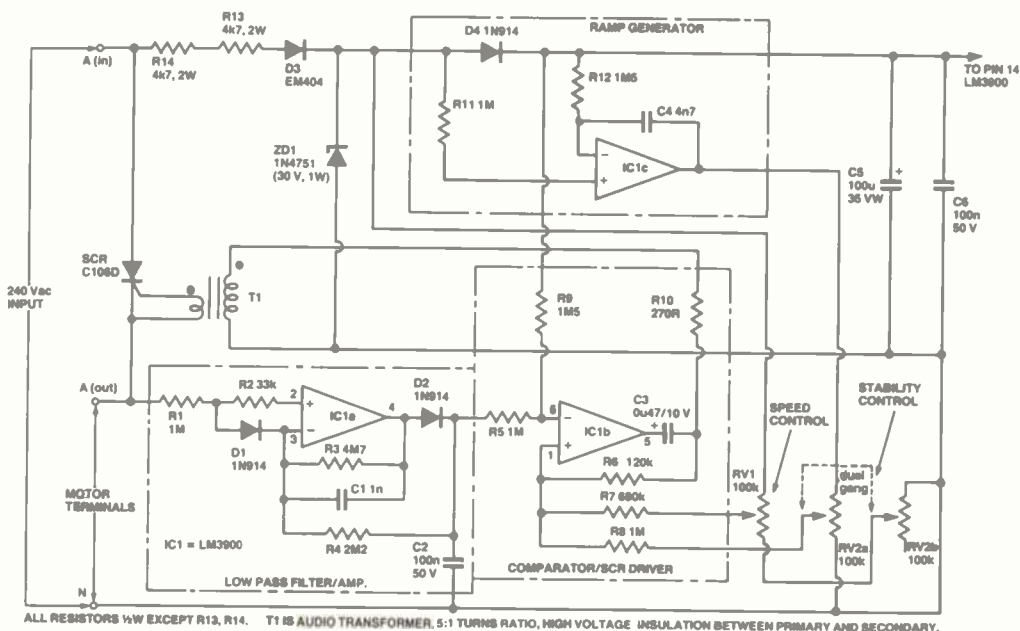 R13
4k7, 2W
A (in)
R14
4k7, 2W
D3
EM404
D4 1N914
RAMP GENERATOR
R12 1M5
C4 4n7
R11 1M
IC1c
−
+
TO PIN 14
LM3900
ZD1
1N4751
(30 V, 1W)
C5
100u
35 VW
+
C6
100n
50 V
SCR
C106D
240 Vac
INPUT
T1
R9
1M5
R10
270R
A (out)
R1
1M
R2 33k
2
+
3
−
IC1a
4
D2
1N914
D1
1N914
R3 4M7
C1 1n
R4 2M2
C2
100n
50 V
R5 1M
6
−
1
+
IC1b
5
C3
0u47/10 V
+
R6 120k
R7 680k
R8 1M
SPEED
CONTROL
STABILITY
CONTROL
RV1
100k
dual
gang
RV2a
100k
RV2b
100k
MOTOR
TERMINALS
IC1 = LM3900
N
LOW PASS FILTER/AMP.
COMPARATOR/SCR DRIVER
ALL RESISTORS ½W EXCEPT R13, R14. T1 IS AUDIO TRANSFORMER, 5:1 TURNS RATIO, HIGH VOLTAGE INSULATION BETWEEN PRIMARY AND SECONDARY.